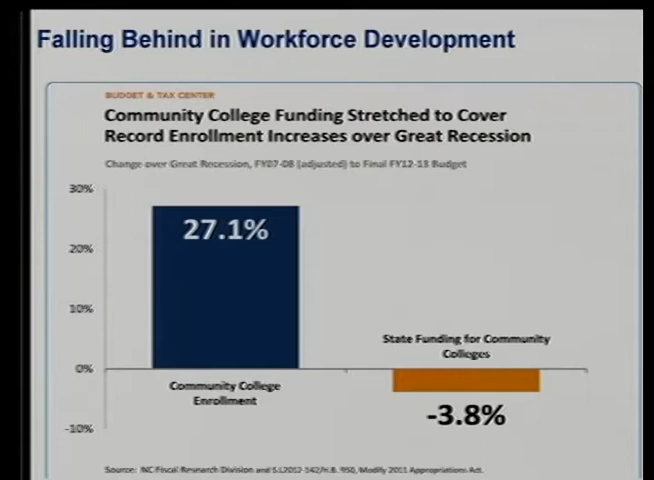 Falling Behind in Workforce Development
BUDGET & TAX CENTER
Community College Funding Stretched to Cover
Record Enrollment Increases over Great Recession
Change over Great Recession, FY07-08 (adjusted) to Final FY12-13 Budget
30%
27.1%
20%
10%
State Funding for Community
Colleges
0%
Community College
Enrollment
-3.8%
-10%
Source: NC Fiscal Research Division and S.L. 2012-142/H.B. 950, Modify 2011 Appropriations Act.